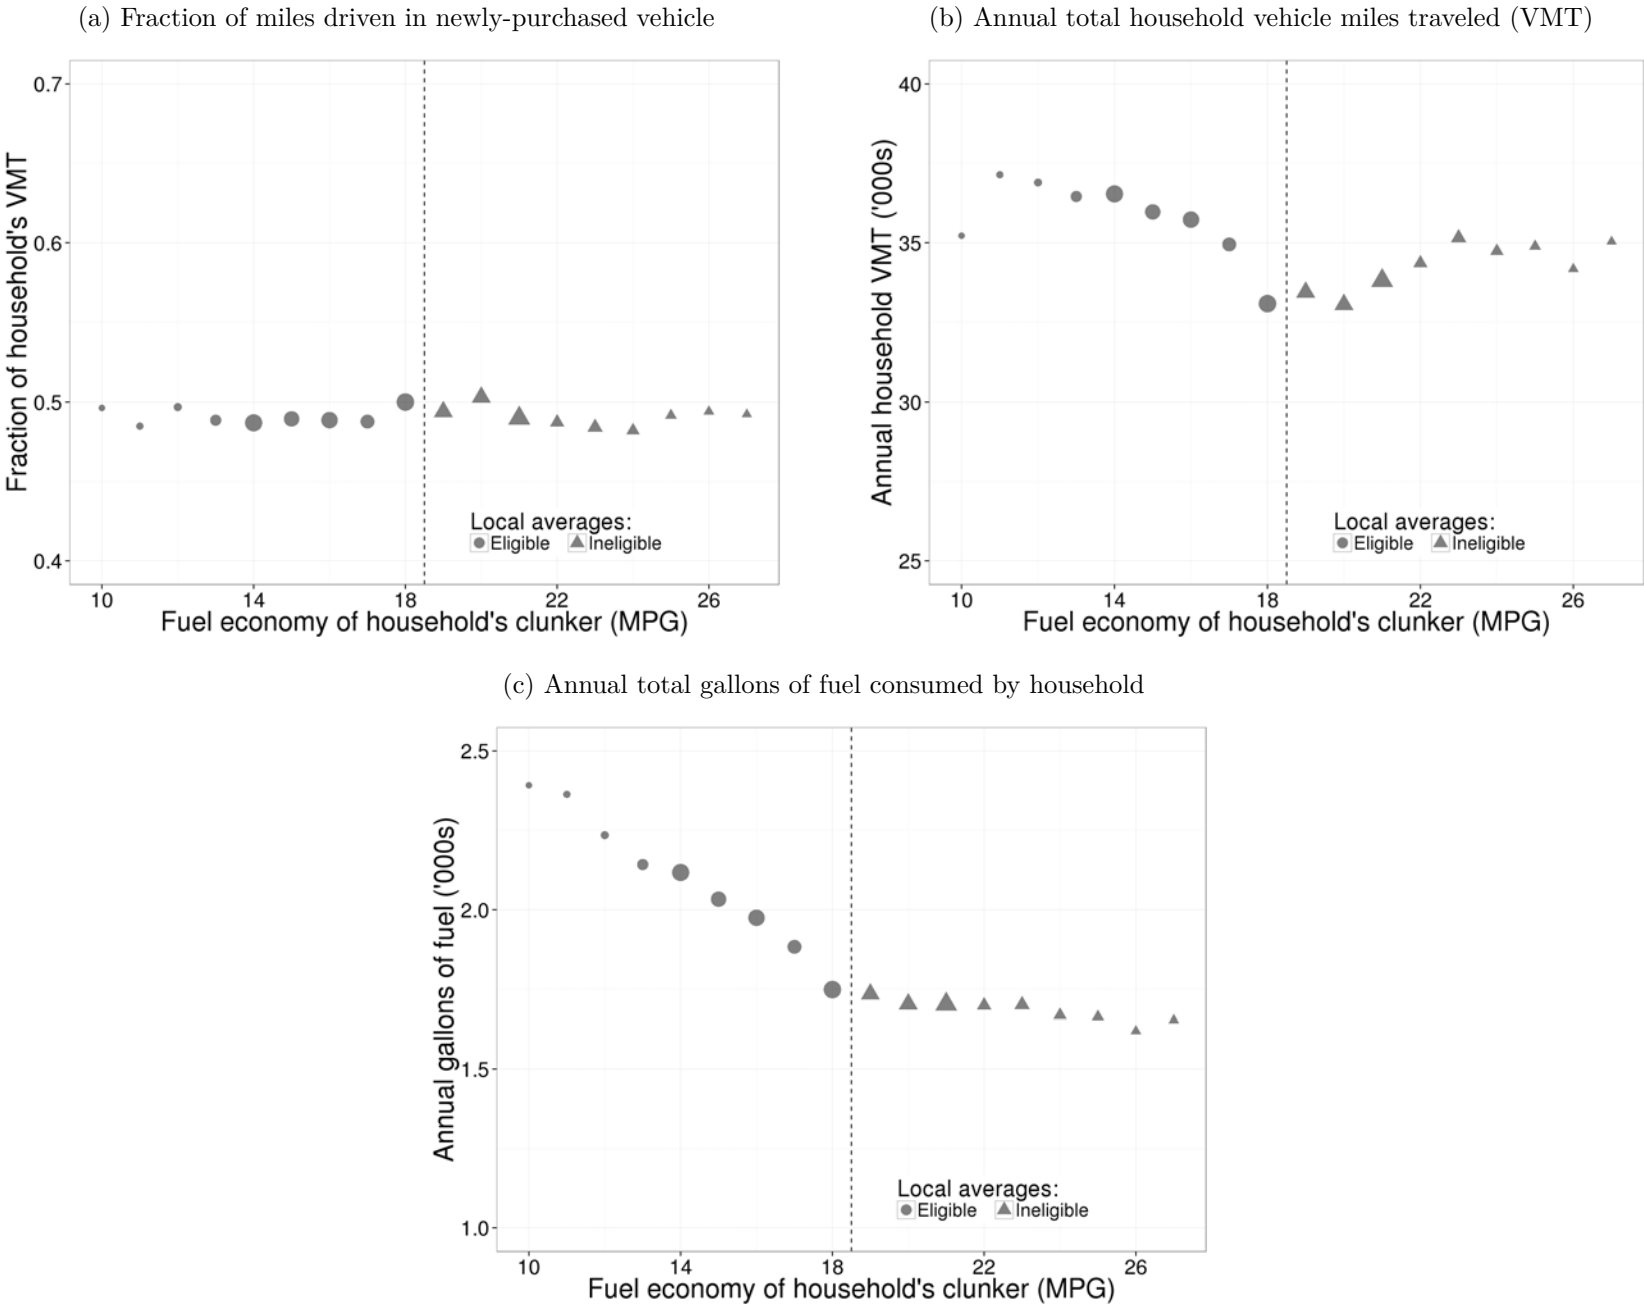 (a) Fraction of miles driven in newly-purchased vehicle
Fraction of household's VMT
0.7
0.6
0.5
0.4
Local averages:
Eligible Ineligible
10 14 18 22 26
Fuel economy of household's clunker (MPG)
(b) Annual total household vehicle miles traveled (VMT)
Annual household VMT ('000s)
40
35
30
25
Local averages:
Eligible Ineligible
10 14 18 22 26
Fuel economy of household's clunker (MPG)
(c) Annual total gallons of fuel consumed by household
Annual gallons of fuel ('000s)
2.5
2.0
1.5
1.0
Local averages:
Eligible Ineligible
10 14 18 22 26
Fuel economy of household's clunker (MPG)